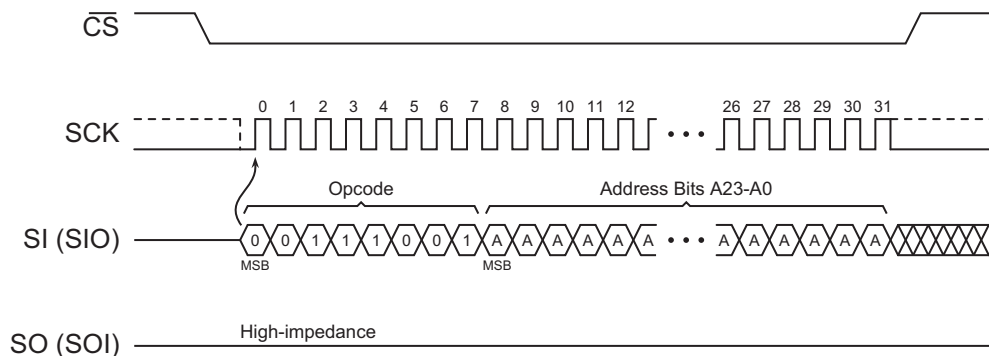 CS
0 1 2 3 4 5 6 7 8 9 10 11 12 26 27 28 29 30 31
SCK
Opcode Address Bits A23-A0
SI (SIO) 0 0 1 1 1 0 0 1 A A A A A A A A A A A A
MSB MSB
High-impedance
SO (SOI)